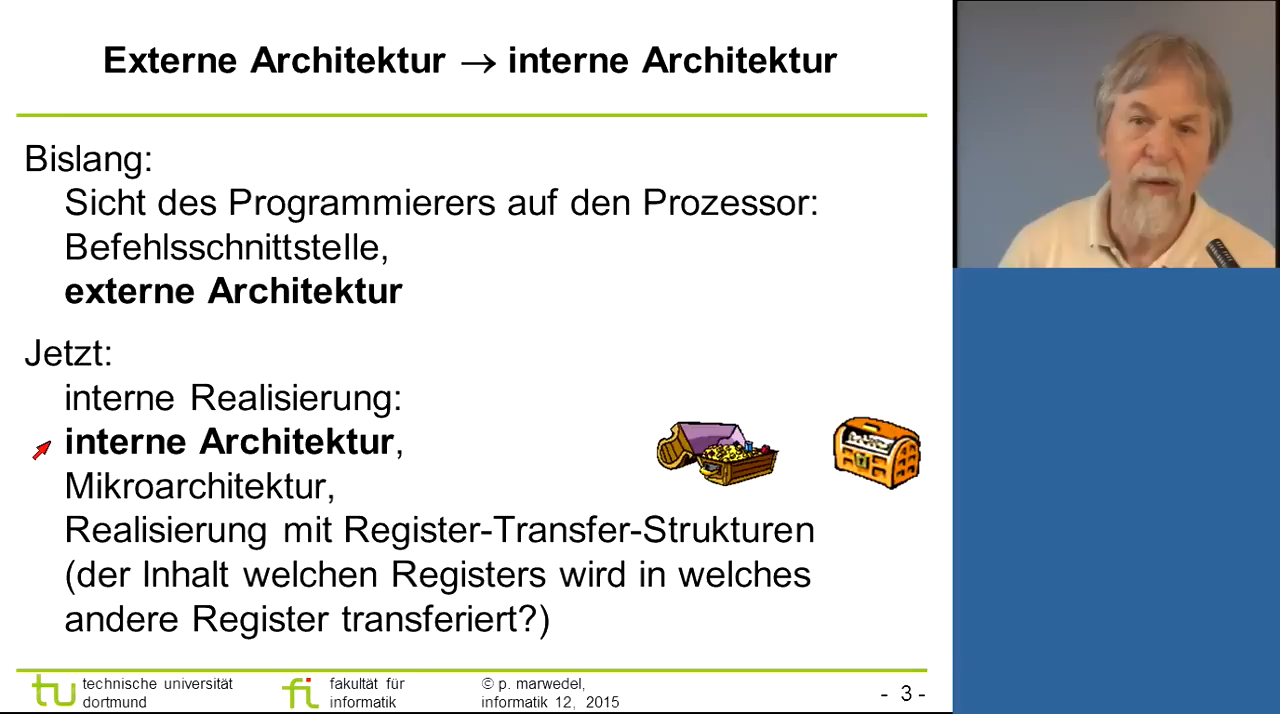 Externe Architektur → interne Architektur
Bislang:
Sicht des Programmierers auf den Prozessor:
Befehlsschnittstelle,
externe Architektur
Jetzt:
interne Realisierung:
interne Architektur,
Mikroarchitektur,
Realisierung mit Register-Transfer-Strukturen
(der Inhalt welchen Registers wird in welches
andere Register transferiert?)
tu technische universität
dortmund
fi fakultät für
informatik
© p. marwedel,
informatik 12, 2015
- 3 -